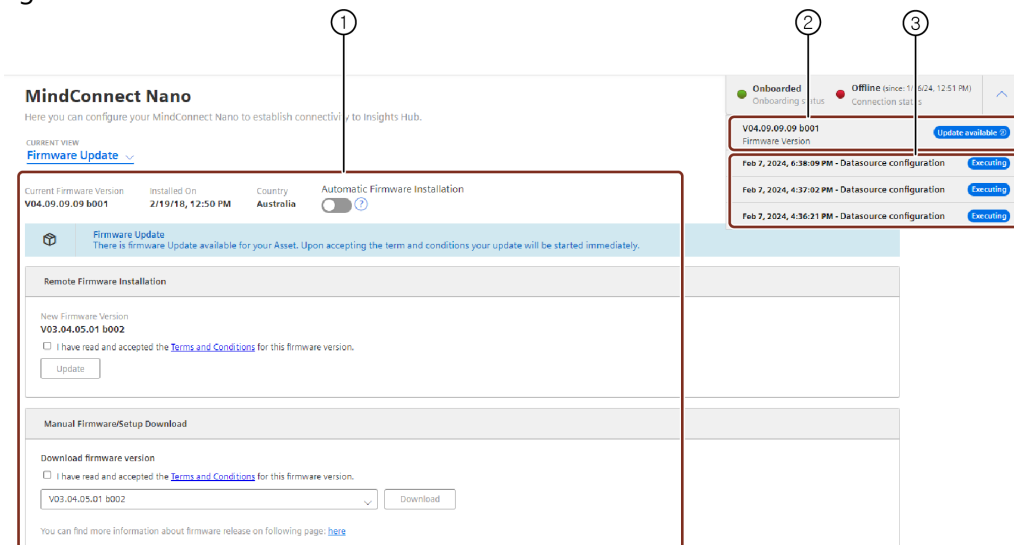 1
2
3
MindConnect Nano
Here you can configure your MindConnect Nano to establish connectivity to Insights Hub.
CURRENT VIEW
Firmware Update
Onboarded
Onboarding status
Offline (since: 1/16/24, 12:51 PM)
Connection status
V04.09.09.09 b001
Firmware Version
Update available
Feb 7, 2024, 6:38:09 PM - Datasource configuration Executing
Feb 7, 2024, 4:37:02 PM - Datasource configuration Executing
Feb 7, 2024, 4:36:21 PM - Datasource configuration Executing
Current Firmware Version Installed On Country Automatic Firmware Installation
V04.09.09.09 b001 2/19/18, 12:50 PM Australia ?
Firmware Update
There is firmware Update available for your Asset. Upon accepting the term and conditions your update will be started immediately.
Remote Firmware Installation
New Firmware Version
V03.04.05.01 b002
I have read and accepted the Terms and Conditions for this firmware version.
Update
Manual Firmware/Setup Download
Download firmware version
I have read and accepted the Terms and Conditions for this firmware version.
V03.04.05.01 b002 Download
You can find more information about firmware release on following page: here